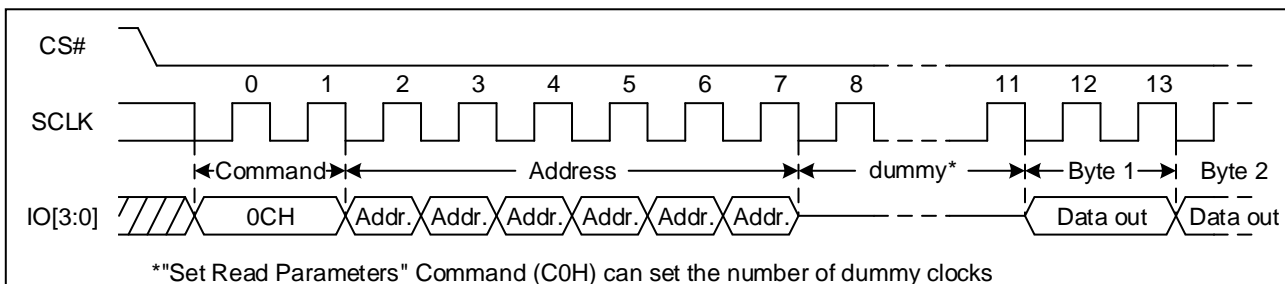 CS#
0 1 2 3 4 5 6 7 8 11 12 13
SCLK
Command Address dummy* Byte 1 Byte 2
IO[3:0] 0CH Addr. Addr. Addr. Addr. Addr. Addr. Data out Data out
*"Set Read Parameters" Command (C0H) can set the number of dummy clocks